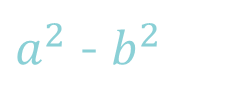 a² - b²